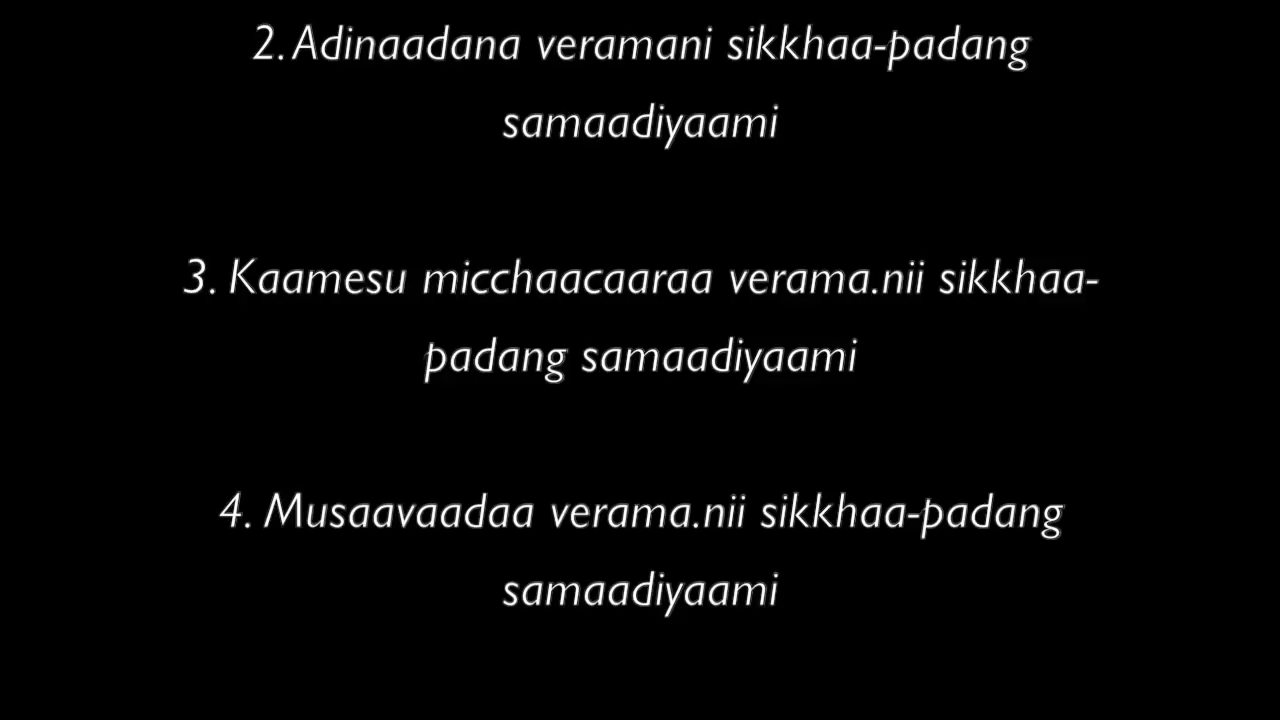 2. Adinaadana veramani sikkhaa-padang
samaadiyaami
3. Kaamesu micchaacaaraa verama.nii sikkhaa-
padang samaadiyaami
4. Musaavaadaa verama.nii sikkhaa-padang
samaadiyaami